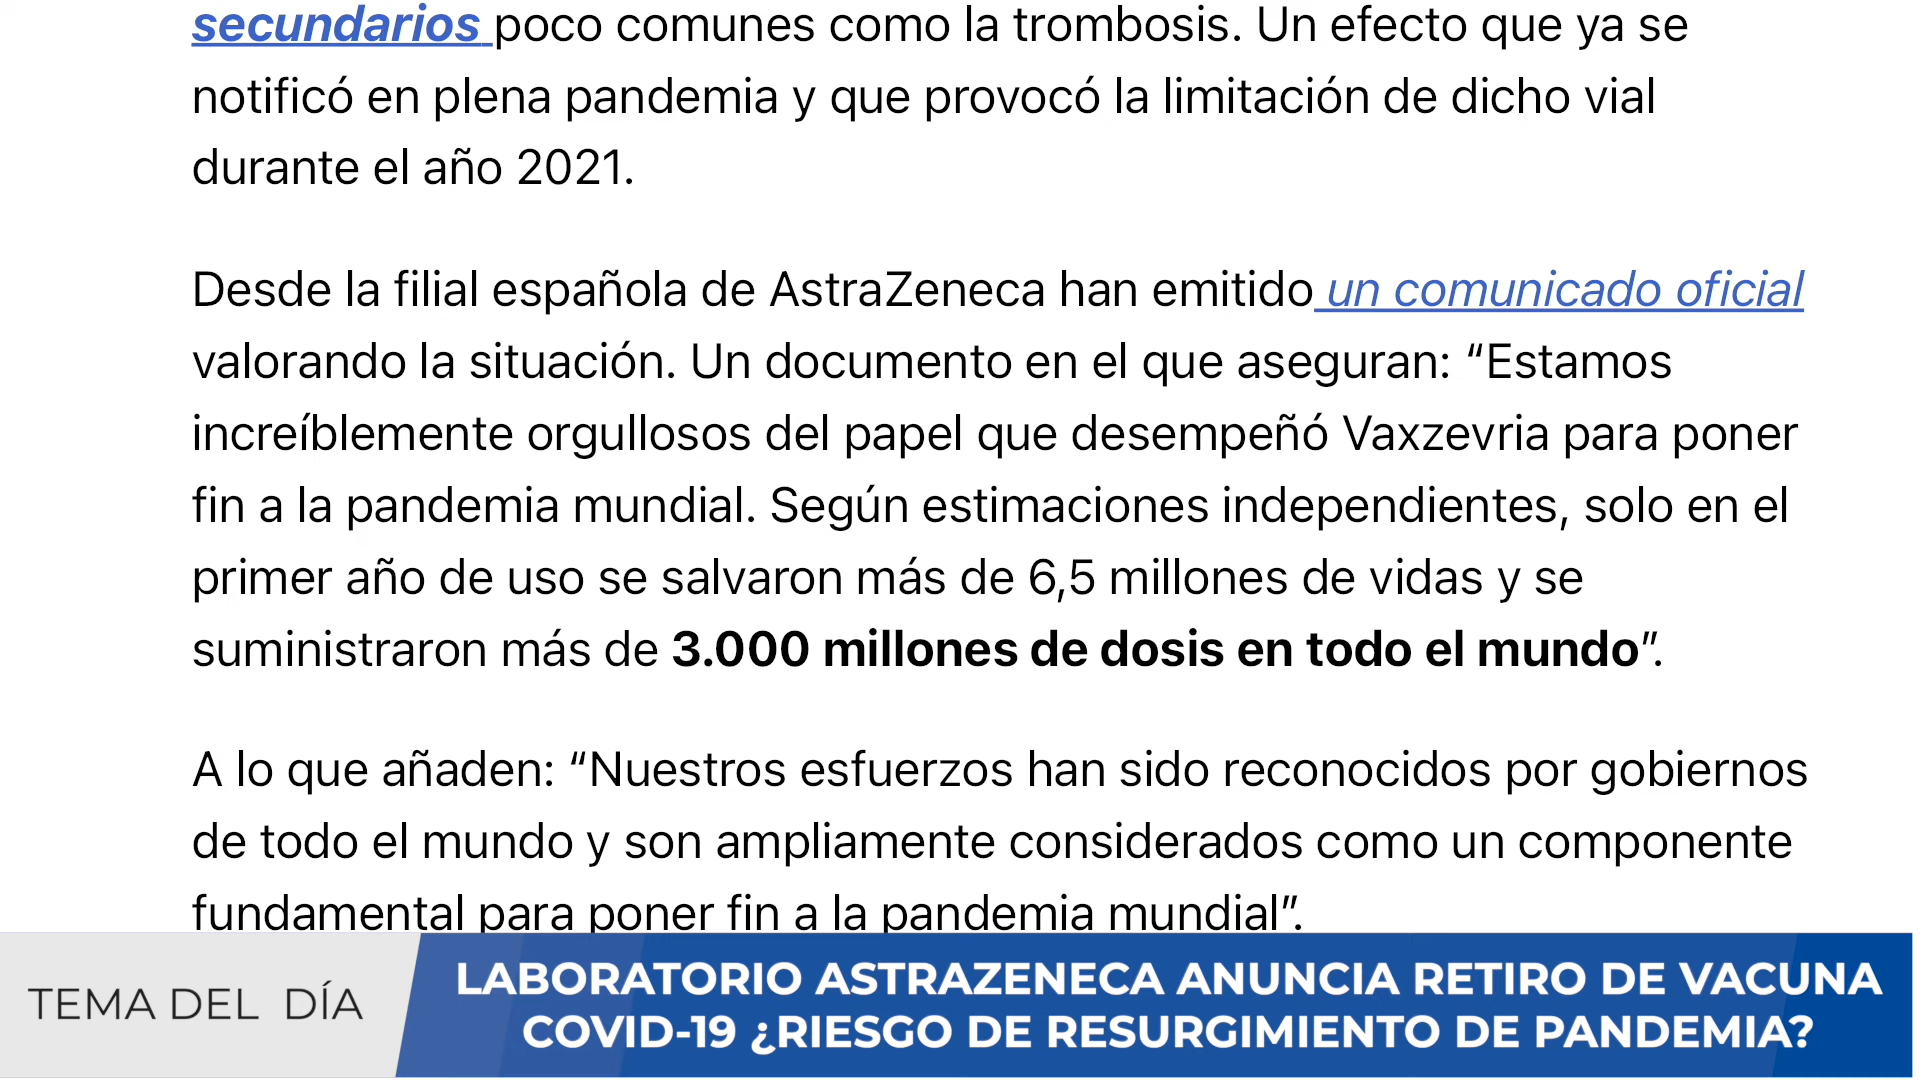 secundarios poco comunes como la trombosis. Un efecto que ya se
notificó en plena pandemia y que provocó la limitación de dicho vial
durante el año 2021.
Desde la filial española de AstraZeneca han emitido un comunicado oficial
valorando la situación. Un documento en el que aseguran: “Estamos
increíblemente orgullosos del papel que desempeñó Vaxzevria para poner
fin a la pandemia mundial. Según estimaciones independientes, solo en el
primer año de uso se salvaron más de 6,5 millones de vidas y se
suministraron más de 3.000 millones de dosis en todo el mundo”.
A lo que añaden: “Nuestros esfuerzos han sido reconocidos por gobiernos
de todo el mundo y son ampliamente considerados como un componente
fundamental para poner fin a la pandemia mundial”.
TEMA DEL DÍA
LABORATORIO ASTRAZENECA ANUNCIA RETIRO DE VACUNA
COVID-19 ¿RIESGO DE RESURGIMIENTO DE PANDEMIA?